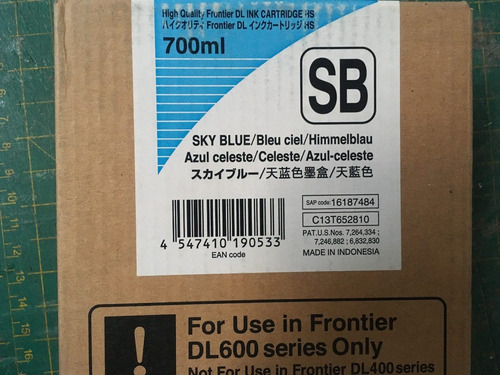 High Quality Frontier DL INK CARTRIDGE HS
ハイクオリティ Frontier DL インクカートリッジ HS
700ml
SB
SKY BLUE/Bleu ciel/Himmelblau
Azul celeste/Celeste/Azul-celeste
スカイブルー/天蓝色墨盒/天藍色
SAP code: 16187484
C13T652810
PAT.U.S.Nos. 7,264,334 ;
7,246,882 ; 6,832,830
MADE IN INDONESIA
4 547410 190533
EAN code
For Use in Frontier
DL600 series Only
Not For Use in Frontier DL400 series